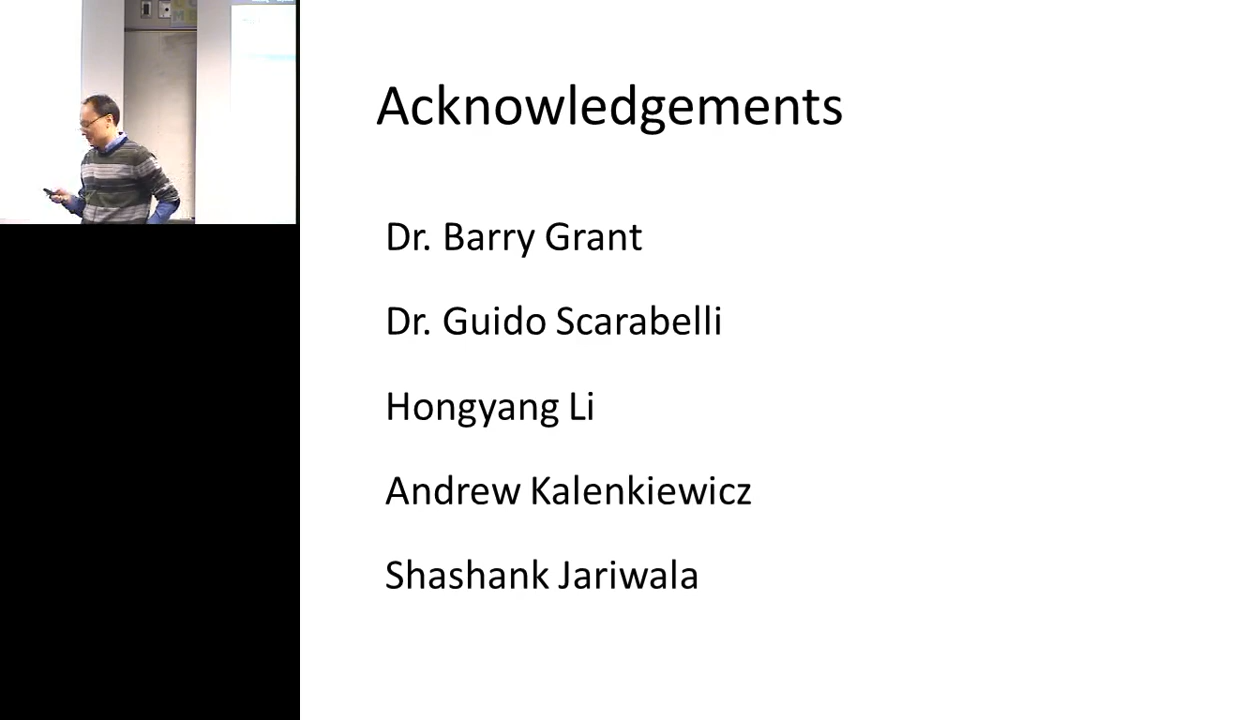 Acknowledgements
Dr. Barry Grant
Dr. Guido Scarabelli
Hongyang Li
Andrew Kalenkiewicz
Shashank Jariwala